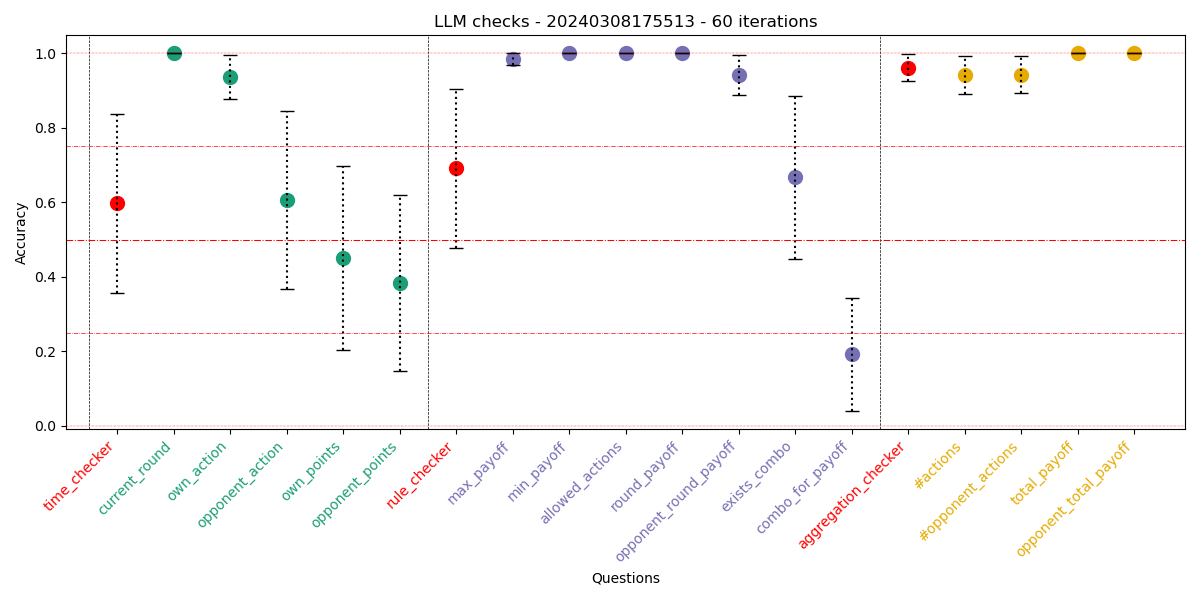 LLM checks - 20240308175513 - 60 iterations
Accuracy
1.0
0.8
0.6
0.4
0.2
0.0
time_checker
current_round
own_action
opponent_action
own_points
opponent_points
rule_checker
max_payoff
min_payoff
allowed_actions
round_payoff
opponent_round_payoff
exists_combo
combo_for_payoff
aggregation_checker
#actions
#opponent_actions
total_payoff
opponent_total_payoff
Questions